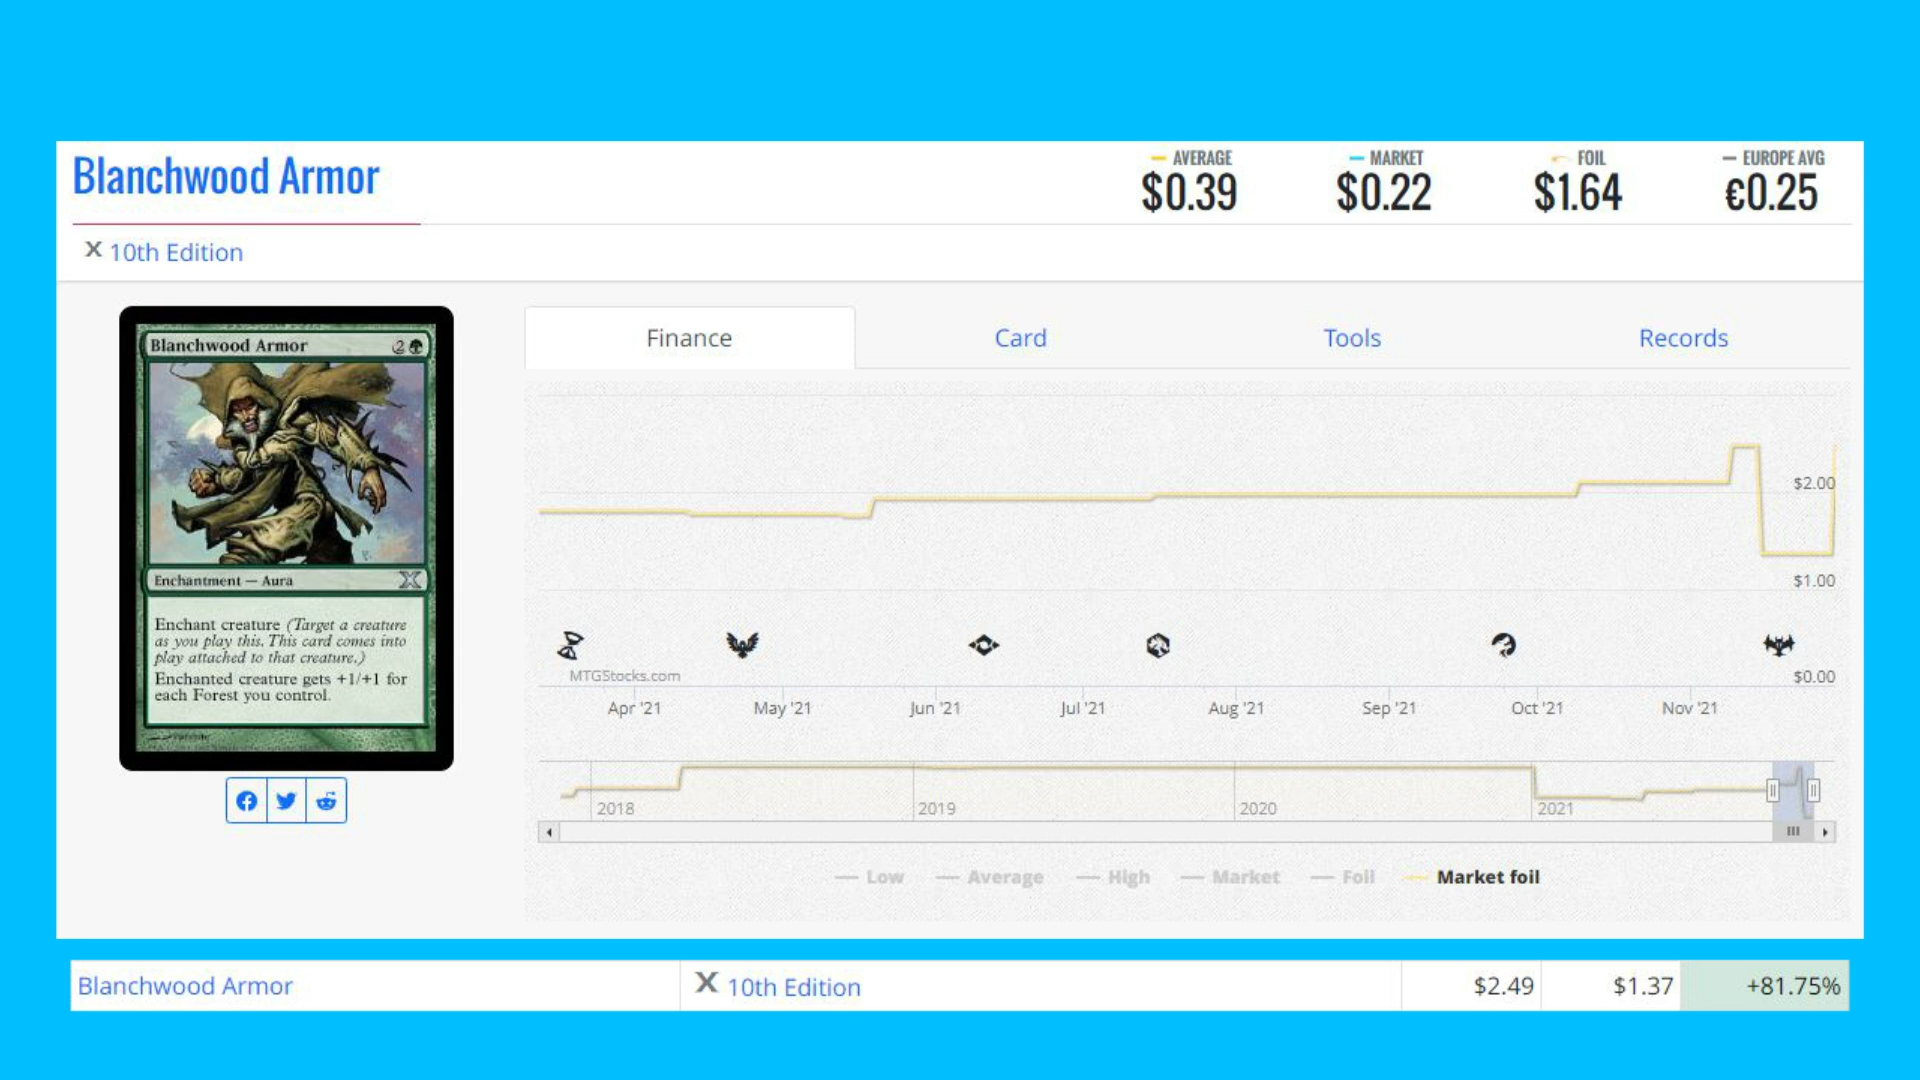 Blanchwood Armor
AVERAGE
$0.39
MARKET
$0.22
FOIL
$1.64
EUROPE AVG
€0.25
X 10th Edition
Blanchwood Armor 2
Enchantment — Aura
Enchant creature (Target a creature
as you play this. This card comes into
play attached to that creature.)
Enchanted creature gets +1/+1 for
each Forest you control.
Finance
Card
Tools
Records
$2.00
$1.00
$0.00
MTGStocks.com
Apr '21
May '21
Jun '21
Jul '21
Aug '21
Sep '21
Oct '21
Nov '21
2018
2019
2020
2021
Low
Average
High
Market
Foil
Market foil
Blanchwood Armor X 10th Edition $2.49 $1.37 +81.75%